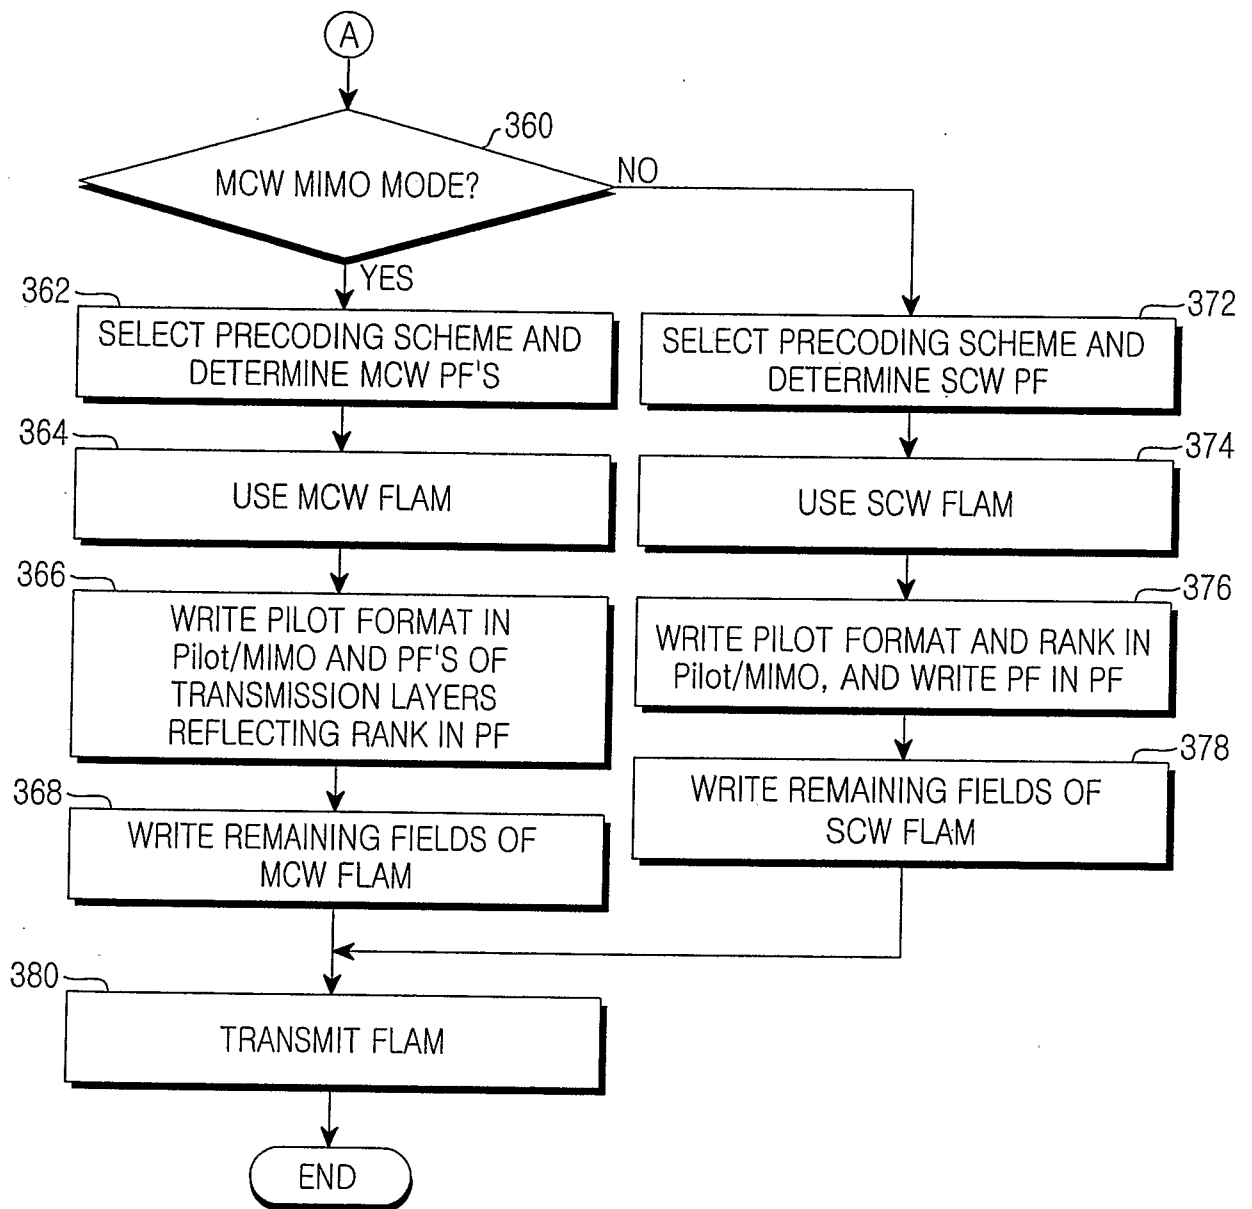 A
360
MCW MIMO MODE?
NO
YES
362
SELECT PRECODING SCHEME AND
DETERMINE MCW PF'S
372
SELECT PRECODING SCHEME AND
DETERMINE SCW PF
364
USE MCW FLAM
374
USE SCW FLAM
366
WRITE PILOT FORMAT IN
Pilot/MIMO AND PF'S OF
TRANSMISSION LAYERS
REFLECTING RANK IN PF
376
WRITE PILOT FORMAT AND RANK IN
Pilot/MIMO, AND WRITE PF IN PF
368
WRITE REMAINING FIELDS OF
MCW FLAM
378
WRITE REMAINING FIELDS OF
SCW FLAM
380
TRANSMIT FLAM
END